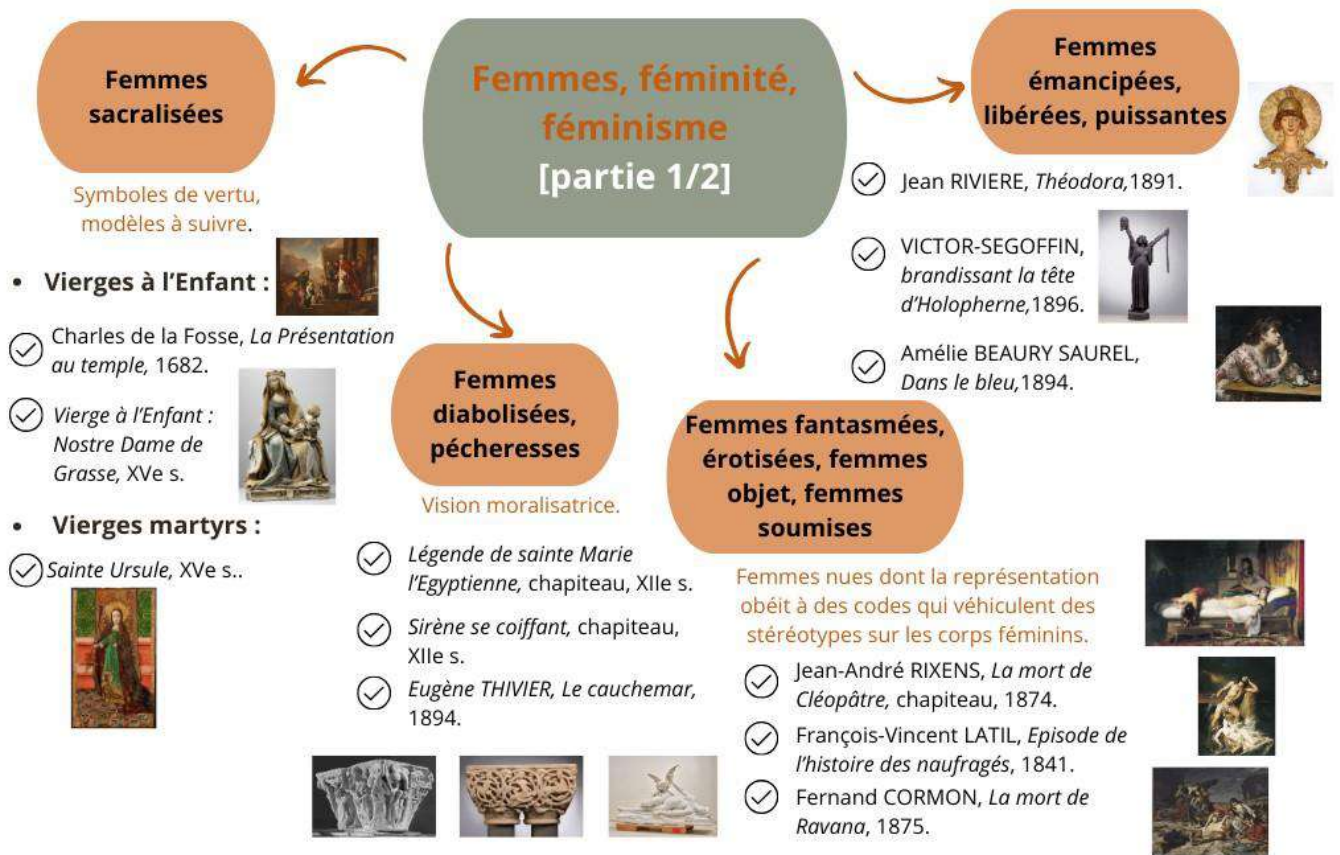 Femmes, féminité,
féminisme
[partie 1/2]
Femmes
sacralisées
Symboles de vertu,
modèles à suivre.
• Vierges à l'Enfant :
Charles de la Fosse, La Présentation
au temple, 1682.
Vierge à l'Enfant :
Nostre Dame de
Grasse, XVe s.
• Vierges martyrs :
Sainte Ursule, XVe s..
Femmes
diabolisées,
pécheresses
Vision moralisatrice.
Légende de sainte Marie
l'Egyptienne, chapiteau, XIIe s.
Sirène se coiffant, chapiteau,
XIIe s.
Eugène THIVIER, Le cauchemar,
1894.
Femmes fantasmées,
érotisées, femmes
objet, femmes
soumises
Femmes nues dont la représentation
obéit à des codes qui véhiculent des
stéréotypes sur les corps féminins.
Jean-André RIXENS, La mort de
Cléopâtre, chapiteau, 1874.
François-Vincent LATIL, Episode de
l'histoire des naufragés, 1841.
Fernand CORMON, La mort de
Ravana, 1875.
Femmes
émancipées,
libérées, puissantes
Jean RIVIERE, Théodora,1891.
VICTOR-SEGOFFIN,
brandissant la tête
d'Holopherne,1896.
Amélie BEAURY SAUREL,
Dans le bleu,1894.